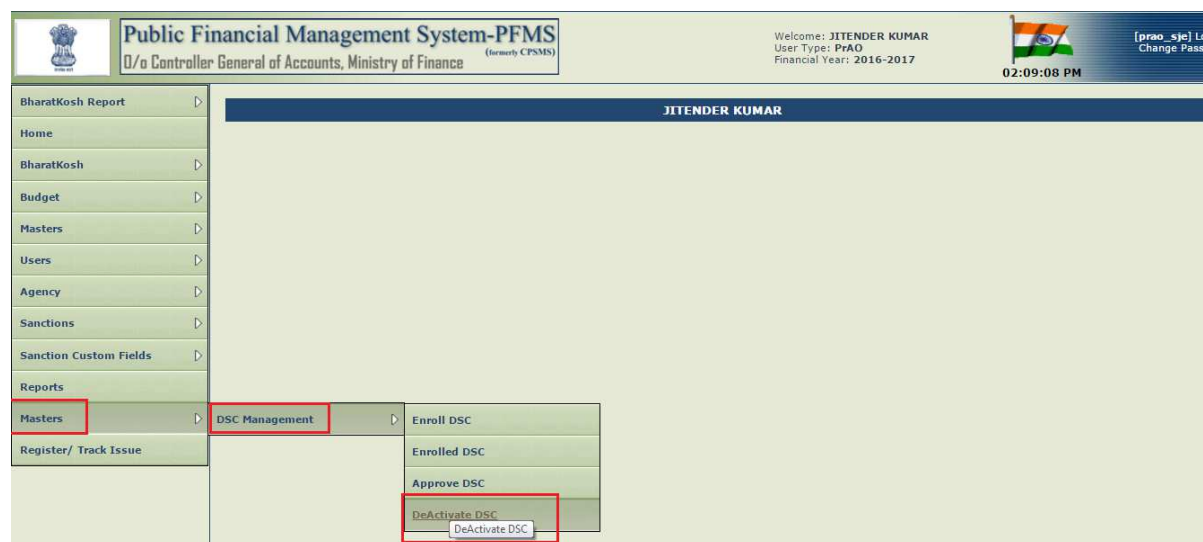 Public Financial Management System-PFMS
(formerly CPSMS)
O/o Controller General of Accounts, Ministry of Finance
Welcome: JITENDER KUMAR
User Type: PrAO
Financial Year: 2016-2017
02:09:08 PM
[prao_sje] Lo
Change Pass
BharatKosh Report
JITENDER KUMAR
Home
BharatKosh
Budget
Masters
Users
Agency
Sanctions
Sanction Custom Fields
Reports
Masters
DSC Management
Enroll DSC
Register/ Track Issue
Enrolled DSC
Approve DSC
DeActivate DSC
DeActivate DSC